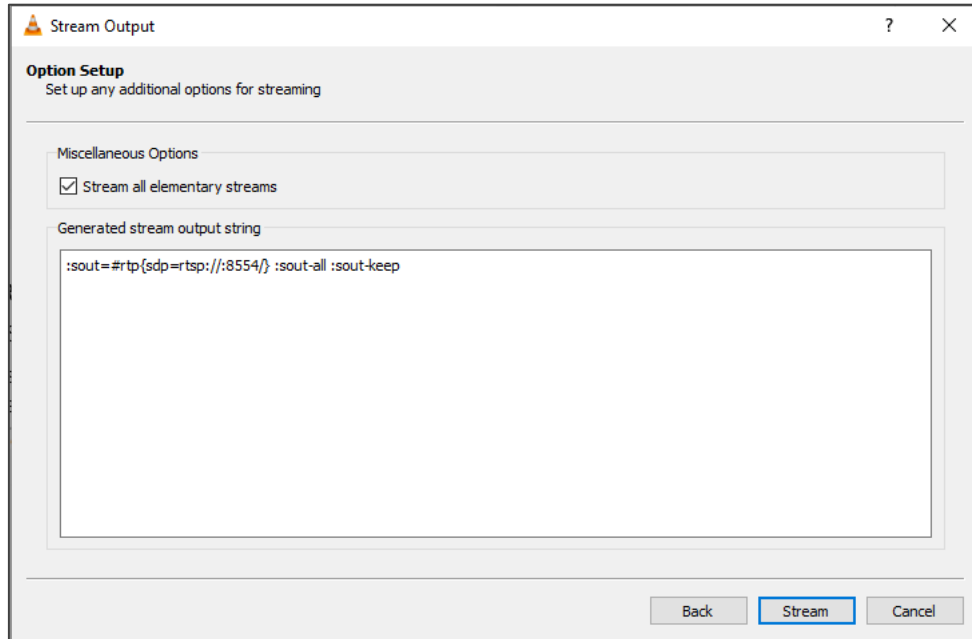 Stream Output
?
Option Setup
Set up any additional options for streaming
Miscellaneous Options
Stream all elementary streams
Generated stream output string
:sout=#rtp{sdp=rtsp://:8554/} :sout-all :sout-keep
Back
Stream
Cancel